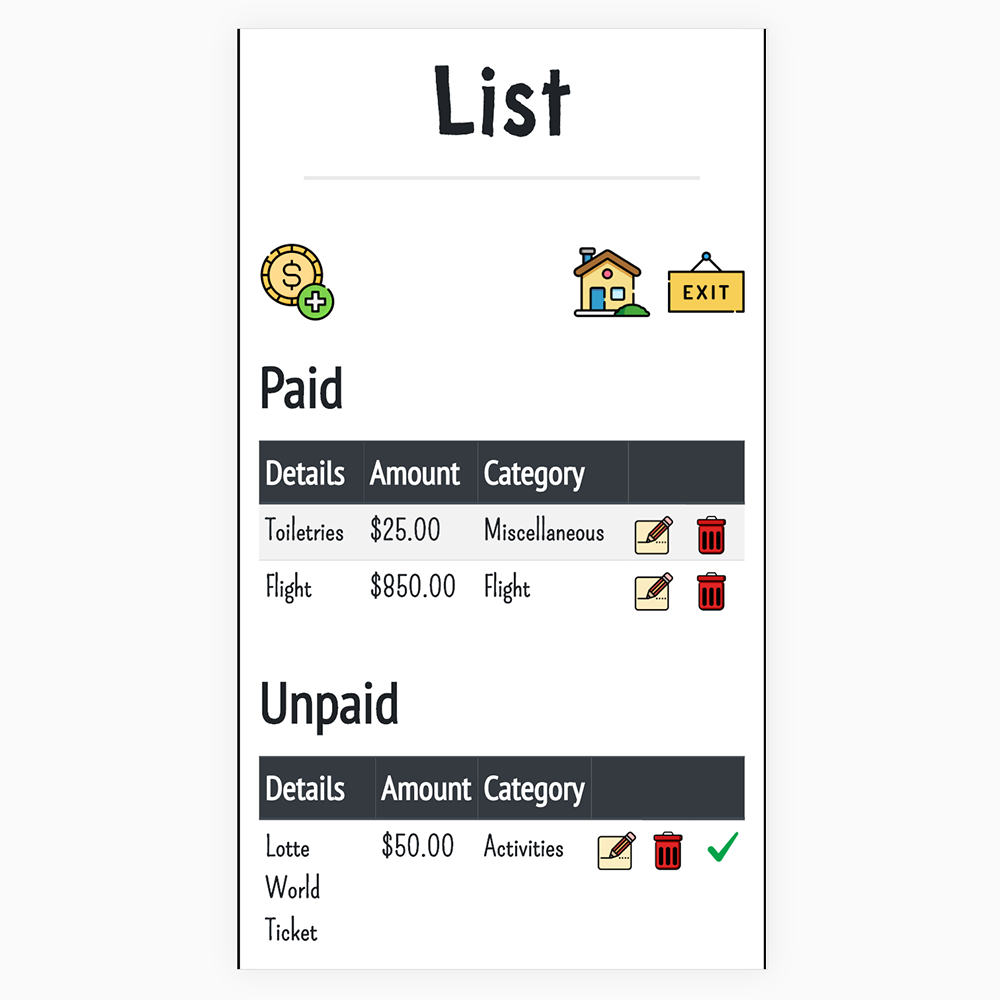 List
$
EXIT
Paid
Details Amount Category
Toiletries $25.00 Miscellaneous
Flight $850.00 Flight
Unpaid
Details Amount Category
Lotte $50.00 Activities
World
Ticket